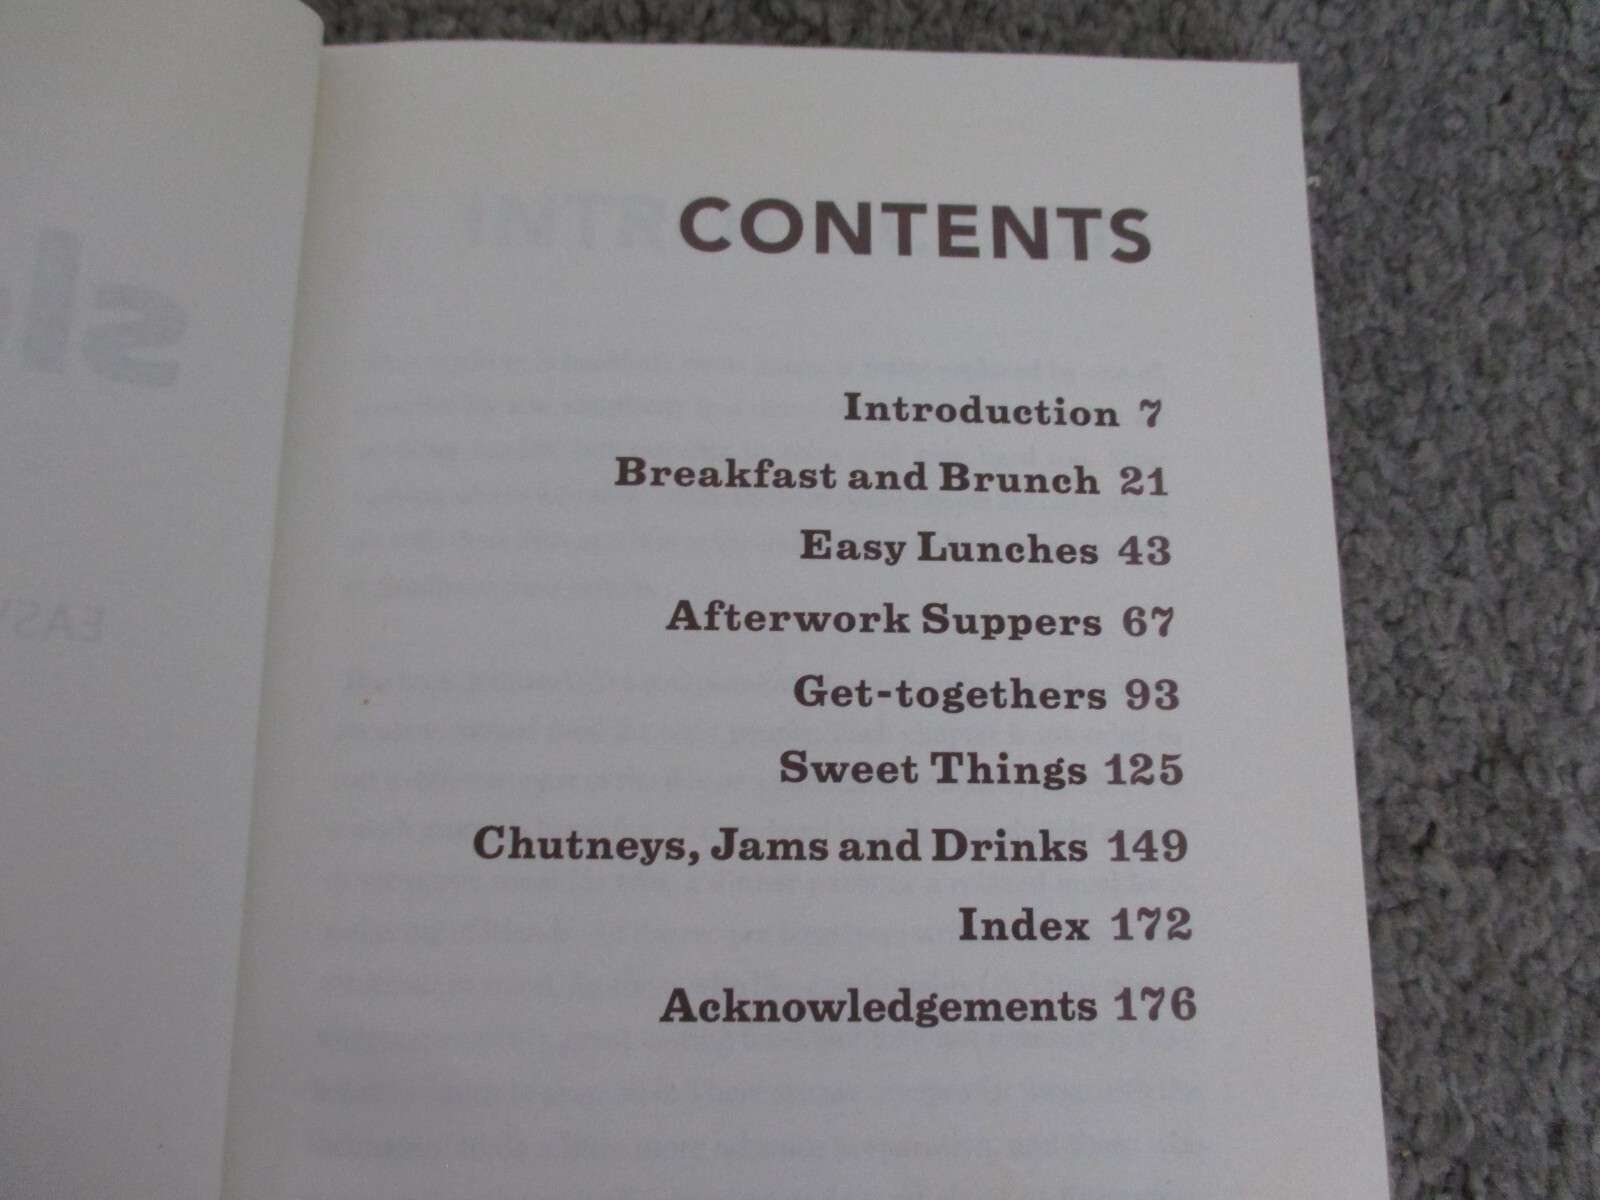 CONTENTS
Introduction 7
Breakfast and Brunch 21
Easy Lunches 43
Afterwork Suppers 67
Get-togethers 93
Sweet Things 125
Chutneys, Jams and Drinks 149
Index 172
Acknowledgements 176